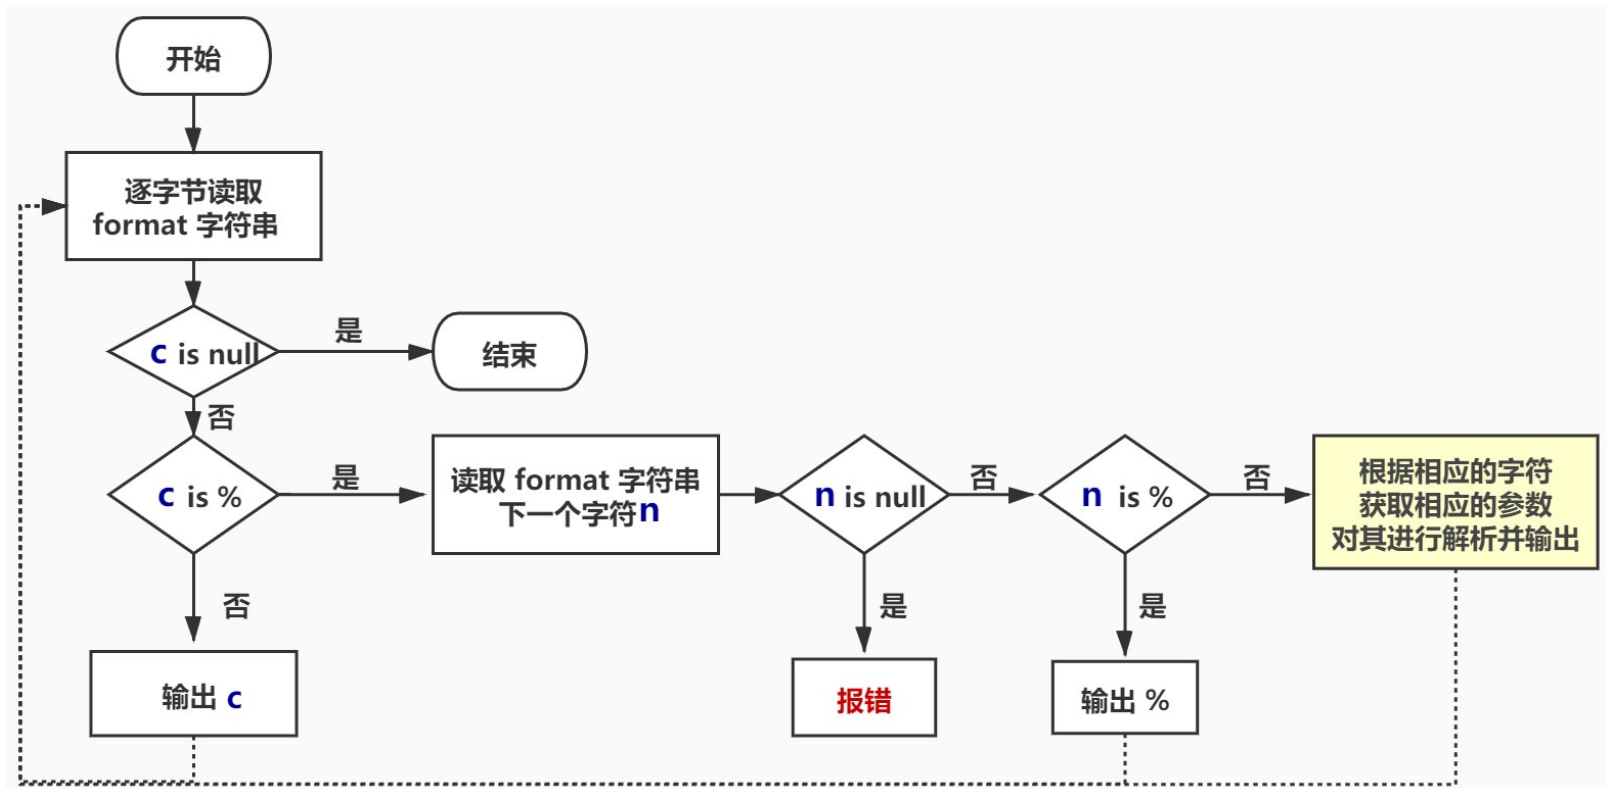 开始
逐字节读取
format 字符串
c is null
是
结束
否
c is %
是
读取 format 字符串
下一个字符n
n is null
否
n is %
否
根据相应的字符
获取相应的参数
对其进行解析并输出
否
是
是
输出 c
报错
输出 %